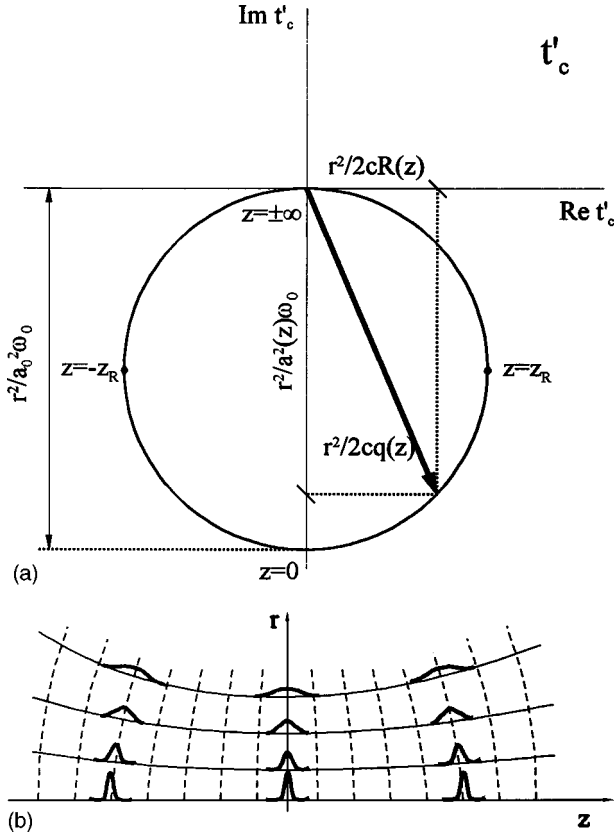 Im t'c
t'c
r²/2cR(z)
z=±∞
Re t'c
r²/a₀²ω₀
r²/a²(z)ω₀
z=-zR
z=zR
r²/2cq(z)
z=0
(a)
r
(b)
z